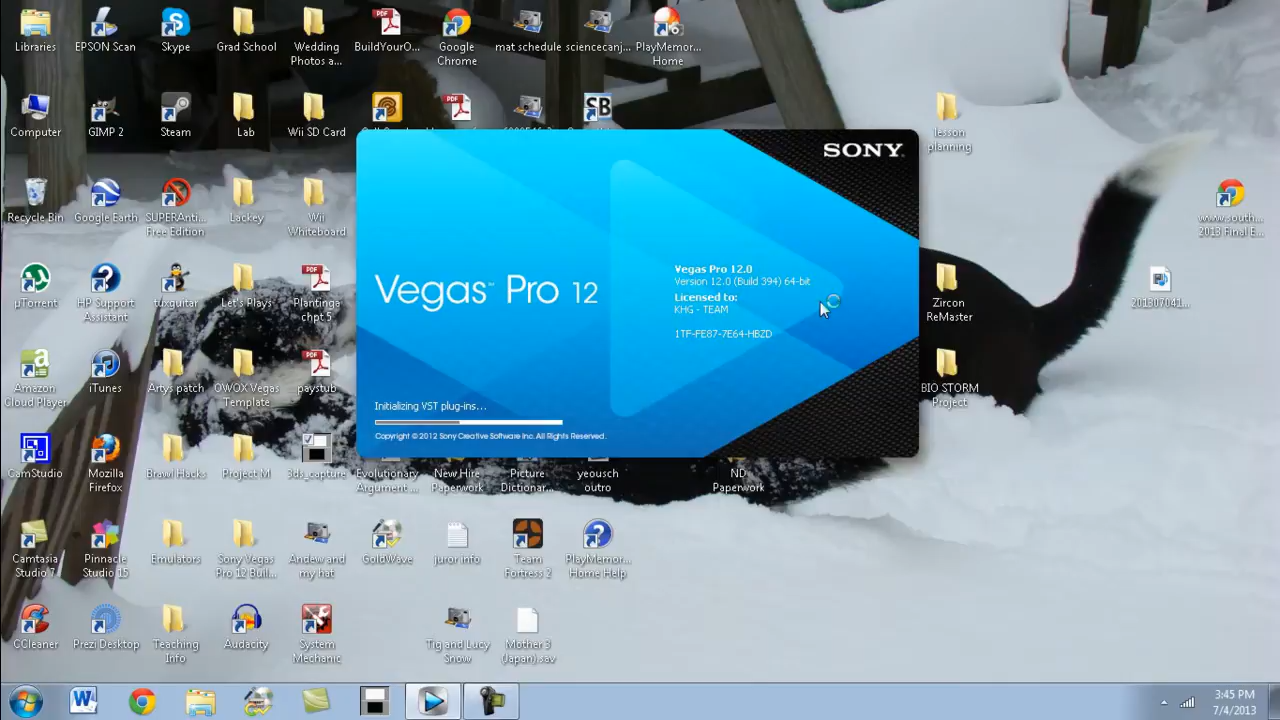 Libraries
EPSON Scan
Skype
Grad School
Wedding
Photos a...
BuildYourO...
Google
Chrome
mat schedule
sciencecanj...
PlayMemor...
Home
Computer
GIMP 2
Steam
Lab
Wii SD Card
lesson
planning
SONY
Recycle Bin
Google Earth
SUPERAnti...
Free Edition
Lackey
Wii
Whiteboard
www.south...
2013 Final E...
Vegas Pro 12
Vegas Pro 12.0
Version 12.0 (Build 394) 64-bit
Licensed to:
KHG - TEAM
1TF-FE87-7E64-HBZD
µTorrent
HP Support
Assistant
tuxguitar
Let's Plays
Plantinga
chpt 5
Zircon
ReMaster
201307041...
Amazon
Cloud Player
iTunes
Artys patch
OWOX Vegas
Template
paystub
BIO STORM
Project
Initializing VST plug-ins...
Copyright © 2012 Sony Creative Software Inc. All Rights Reserved.
CamStudio
Mozilla
Firefox
Brawl Hacks
Project M
3ds_capture
Evolutionary
Argument ...
New Hire
Paperwork
Picture
Dictionar...
yeousch
outro
ND
Paperwork
Camtasia
Studio 7
Pinnacle
Studio 15
Emulators
Sony Vegas
Pro 12 Buil...
Andew and
my hat
GoldWave
juror info
Team
Fortress 2
PlayMemor...
Home Help
CCleaner
Prezi Desktop
Teaching
Info
Audacity
System
Mechanic
Tig and Lucy
Snow
Mother 3
(Japan).sav
3:45 PM
7/4/2013